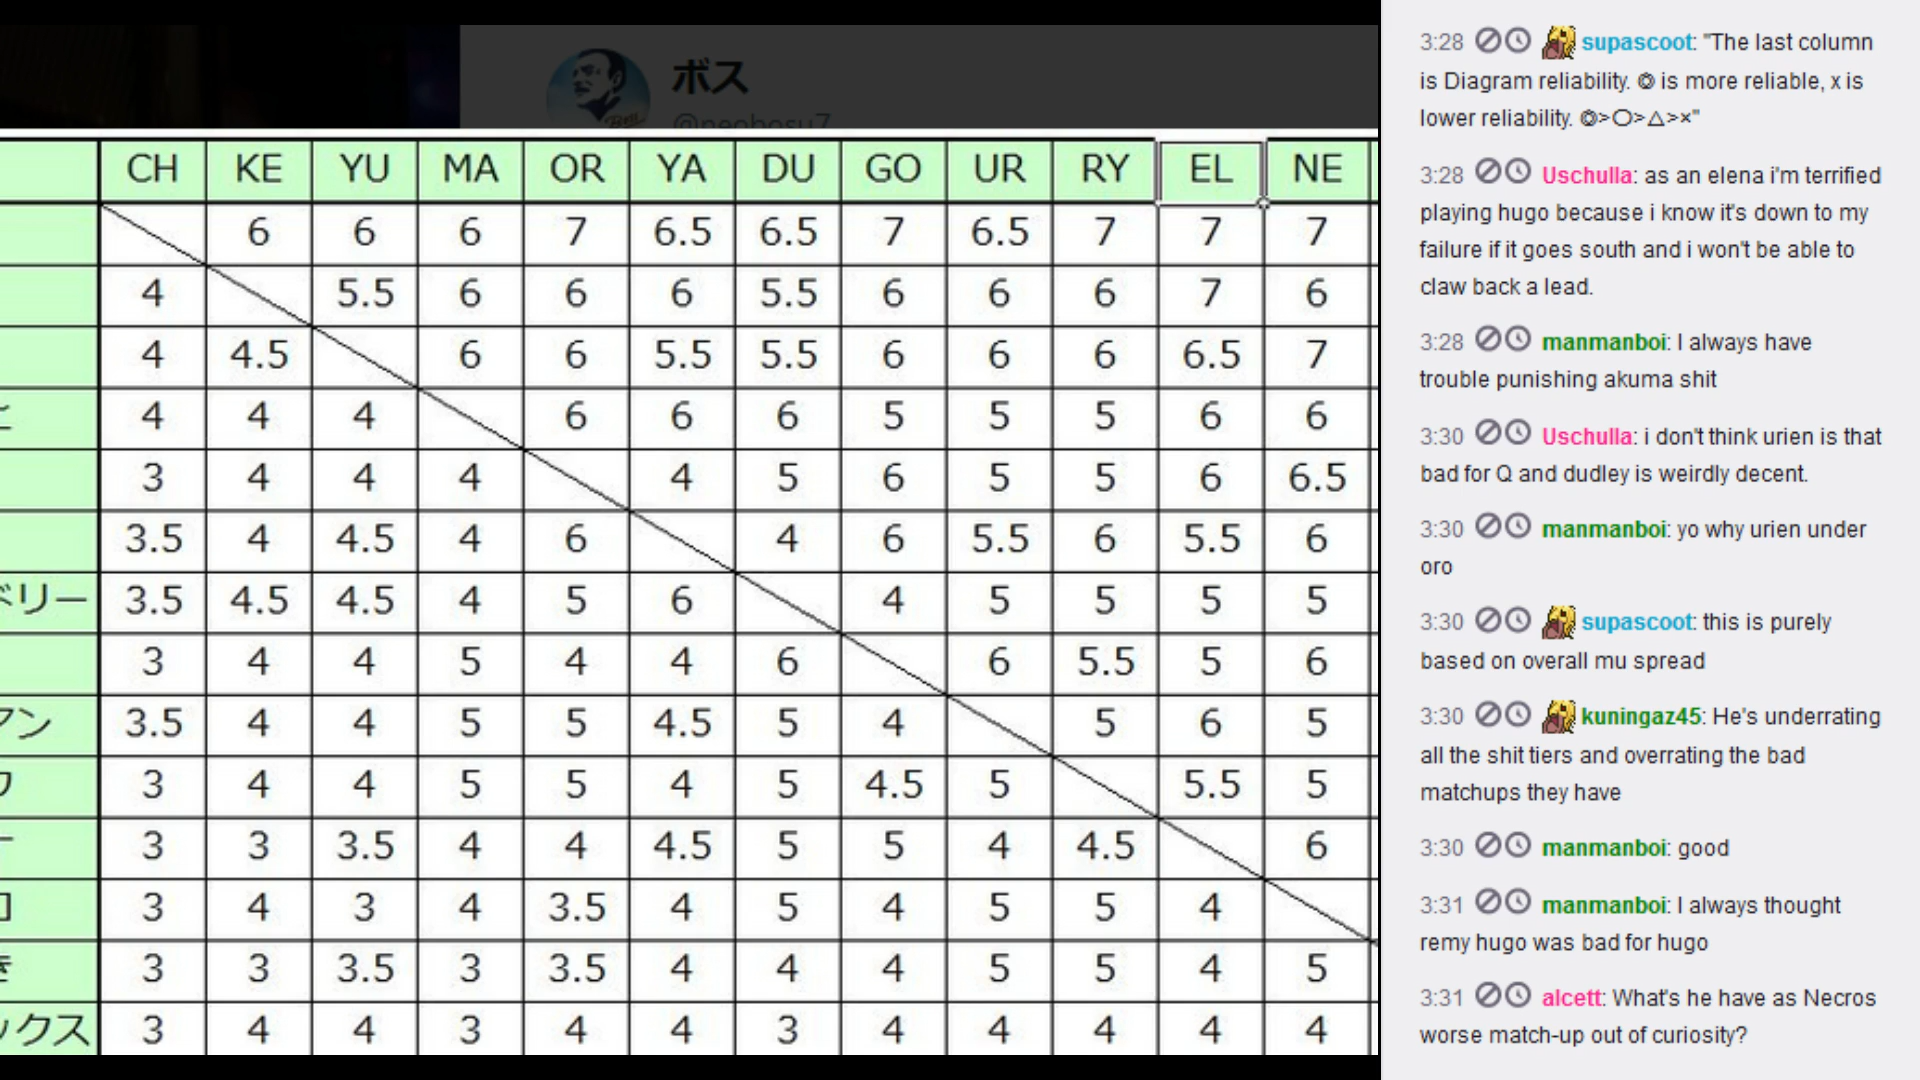 ボス
@neobosu7
CH KE YU MA OR YA DU GO UR RY EL NE
6 6 6 7 6.5 6.5 7 6.5 7 7 7
4 5.5 6 6 6 5.5 6 6 6 7 6
4 4.5 6 6 5.5 5.5 6 6 6 6.5 7
4 4 4 6 6 6 5 5 5 6 6
3 4 4 4 4 5 6 5 5 6 6.5
3.5 4 4.5 4 6 4 6 5.5 6 5.5 6
ドリー 3.5 4.5 4.5 4 5 6 4 5 5 5 5
3 4 4 5 4 4 6 6 5.5 5 6
アン 3.5 4 4 5 5 4.5 5 4 5 6 5
3 4 4 5 5 4 5 4.5 5 5.5 5
3 3 3.5 4 4 4.5 5 5 4 4.5 6
3 4 3 4 3.5 4 5 4 5 5 4
3 3 3.5 3 3.5 4 4 4 5 5 4 5
ックス 3 4 4 3 4 4 3 4 4 4 4 4
3:28 supascoot: "The last column
is Diagram reliability. ◎ is more reliable, x is
lower reliability. ◎>○>△>×"
3:28 Uschulla: as an elena i'm terrified
playing hugo because i know it's down to my
failure if it goes south and i won't be able to
claw back a lead.
3:28 manmanboi: I always have
trouble punishing akuma shit
3:30 Uschulla: i don't think urien is that
bad for Q and dudley is weirdly decent.
3:30 manmanboi: yo why urien under
oro
3:30 supascoot: this is purely
based on overall mu spread
3:30 kuningaz45: He's underrating
all the shit tiers and overrating the bad
matchups they have
3:30 manmanboi: good
3:31 manmanboi: I always thought
remy hugo was bad for hugo
3:31 alcett: What's he have as Necros
worse match-up out of curiosity?